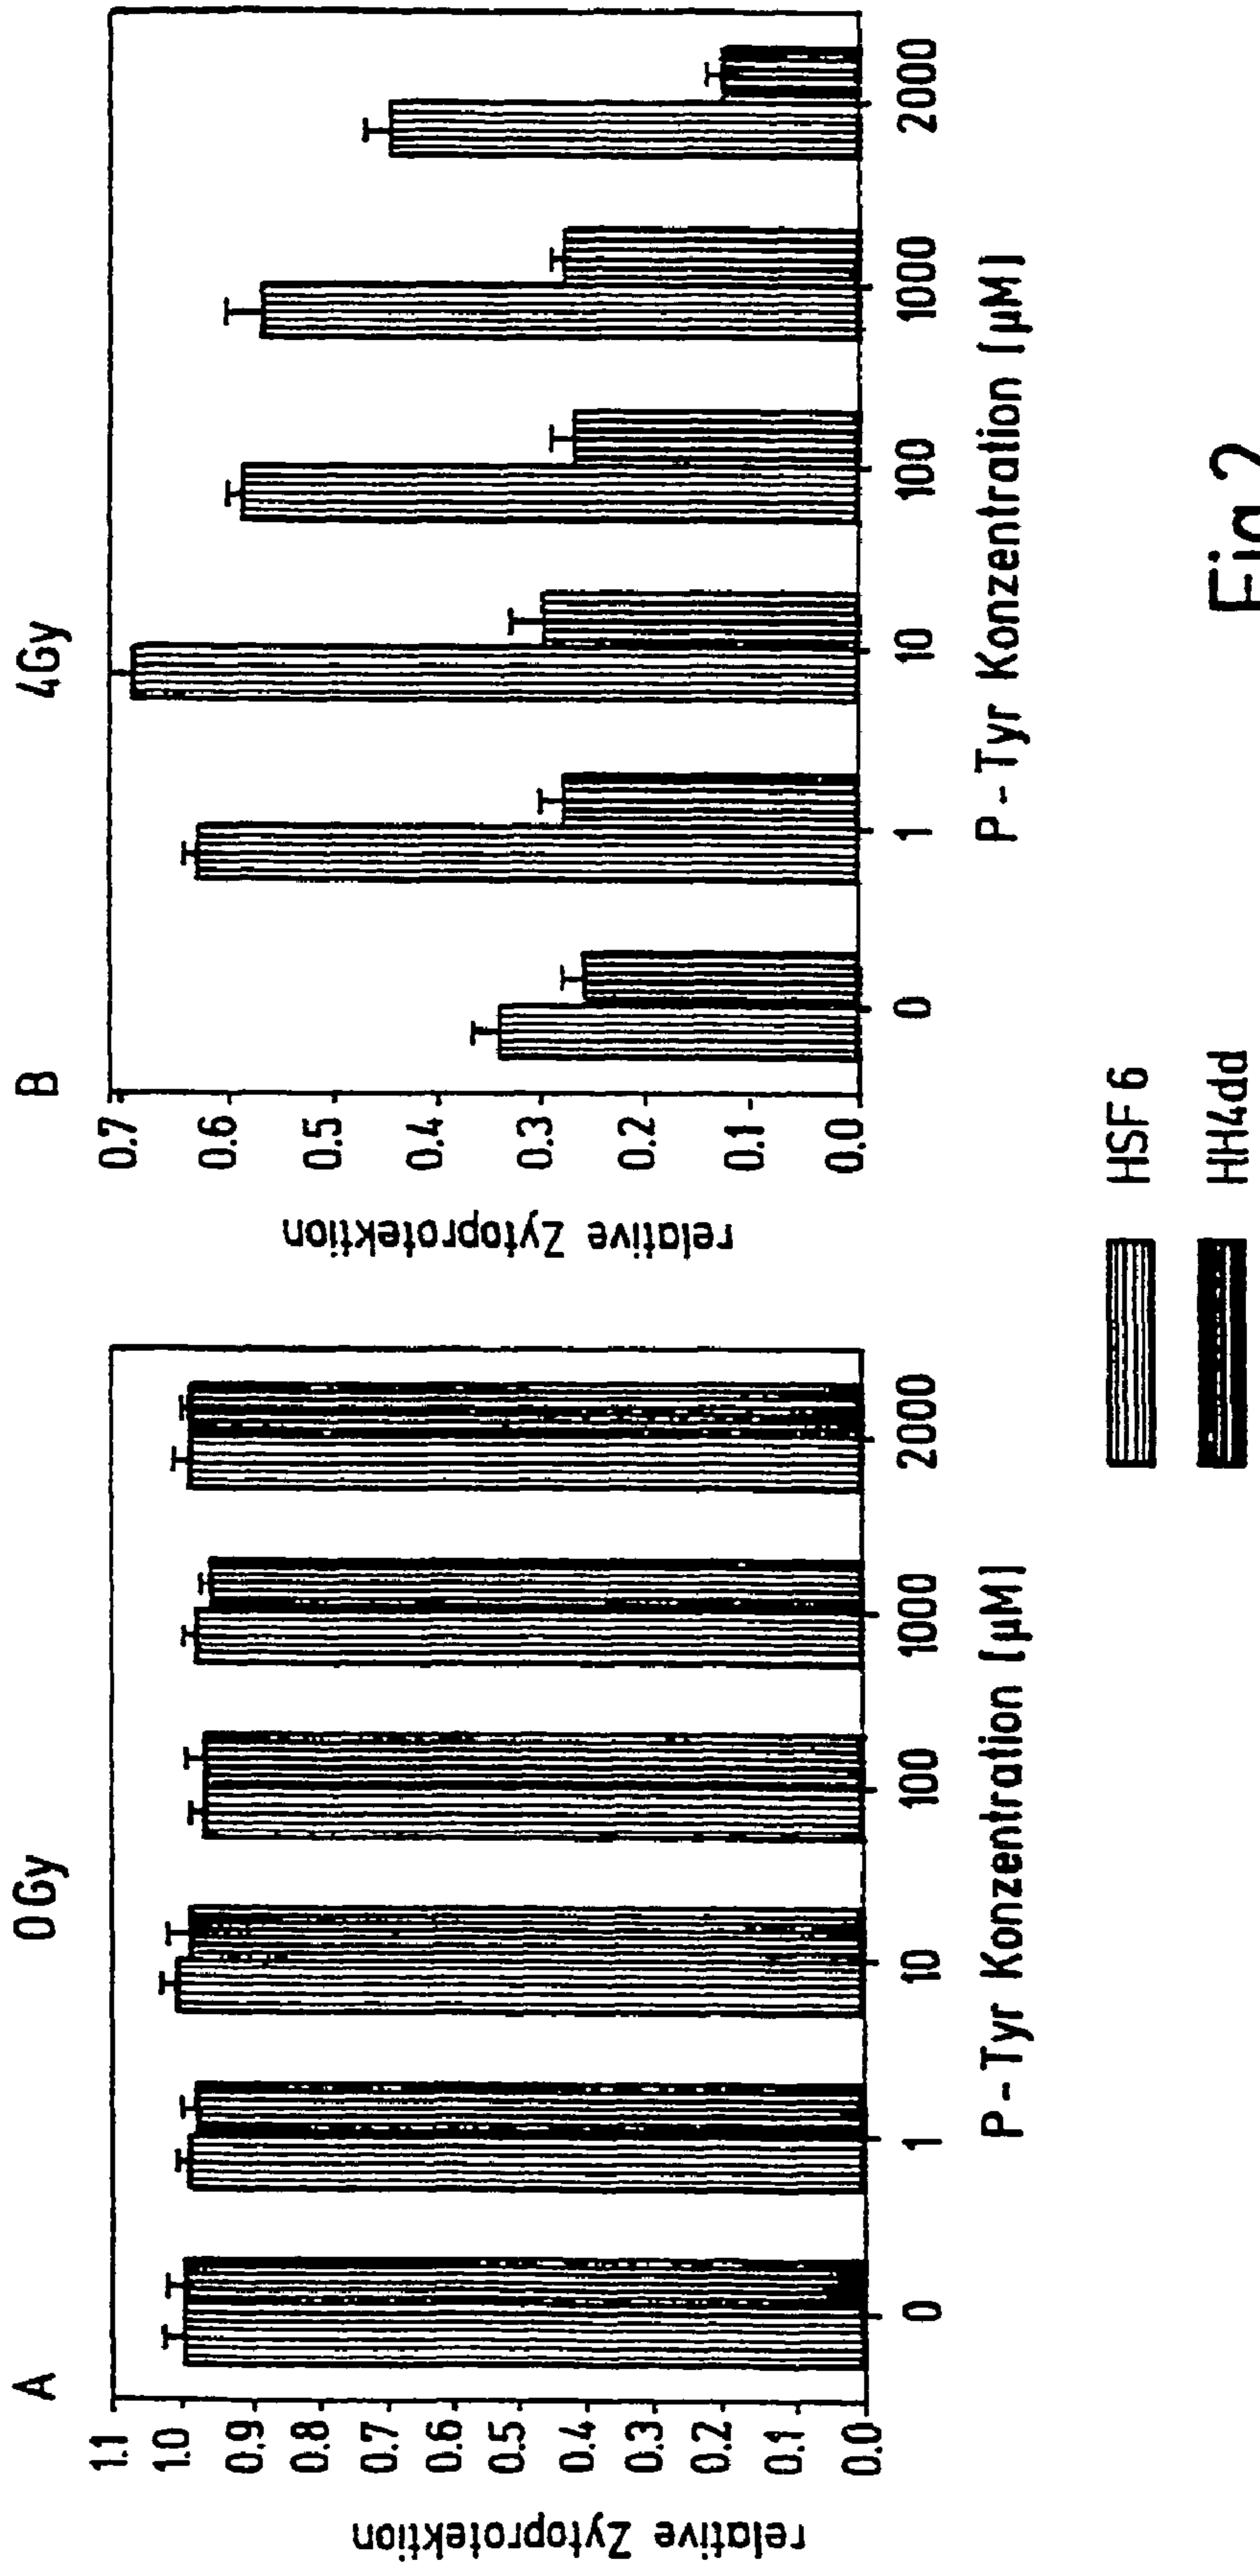 A
0Gy
relative Zytoprotektion
1.1
1.0
0.9
0.8
0.7
0.6
0.5
0.4
0.3
0.2
0.1
0.0
0 1 10 100 1000 2000
P-Tyr Konzentration [µM]
B
4Gy
relative Zytoprotektion
0.7
0.6
0.5
0.4
0.3
0.2
0.1
0.0
0 1 10 100 1000 2000
P-Tyr Konzentration [µM]
HSF6
HH4dd
Fig.2